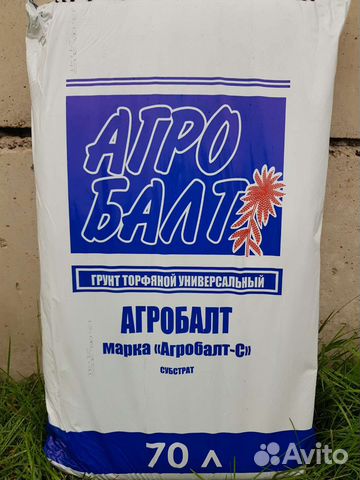 АГРО
БАЛТ
ГРУНТ ТОРФЯНОЙ УНИВЕРСАЛЬНЫЙ
АГРОБАЛТ
марка «Агробалт-С»
СУБСТРАТ
70 л
Avito